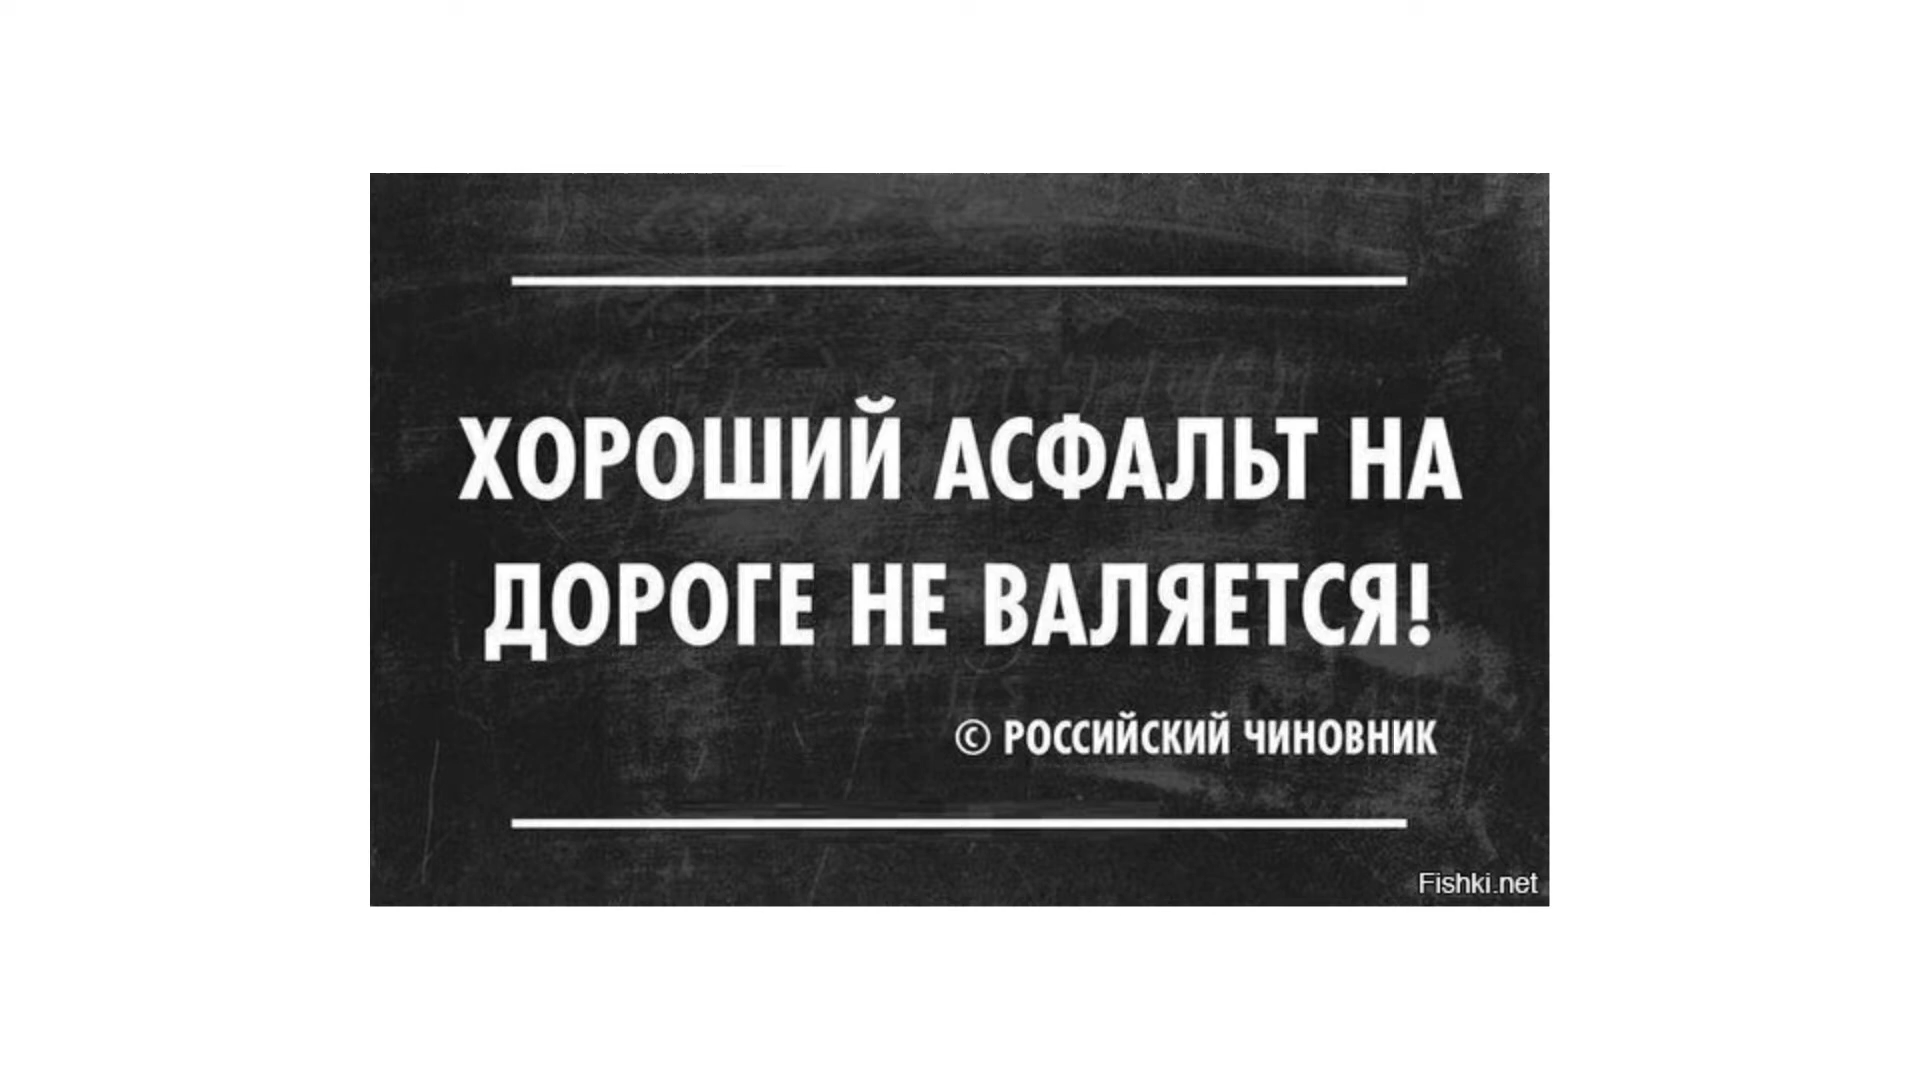 ХОРОШИЙ АСФАЛЬТ НА
ДОРОГЕ НЕ ВАЛЯЕТСЯ!
© РОССИЙСКИЙ ЧИНОВНИК
Fishki.net